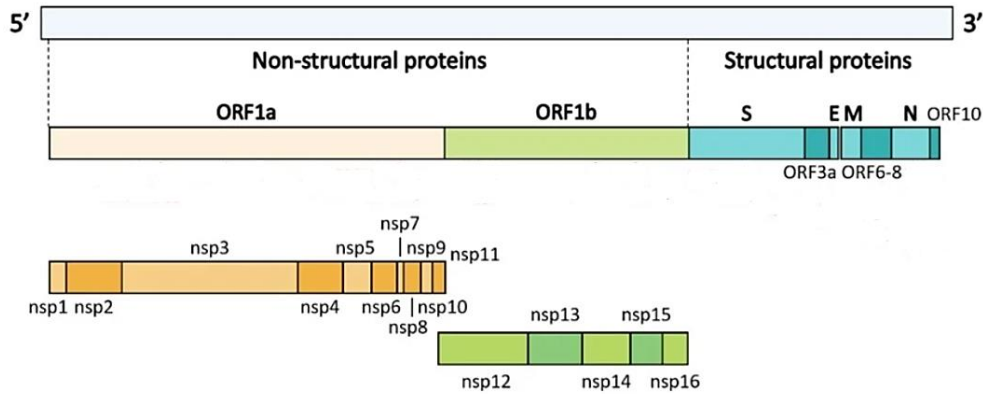 5’ 3’
Non-structural proteins Structural proteins
ORF1a ORF1b S E M N ORF10
ORF3a ORF6-8
nsp7
nsp3 nsp5 nsp9 nsp11
nsp1 nsp2 nsp4 nsp6 nsp10
nsp8
nsp13 nsp15
nsp12 nsp14 nsp16